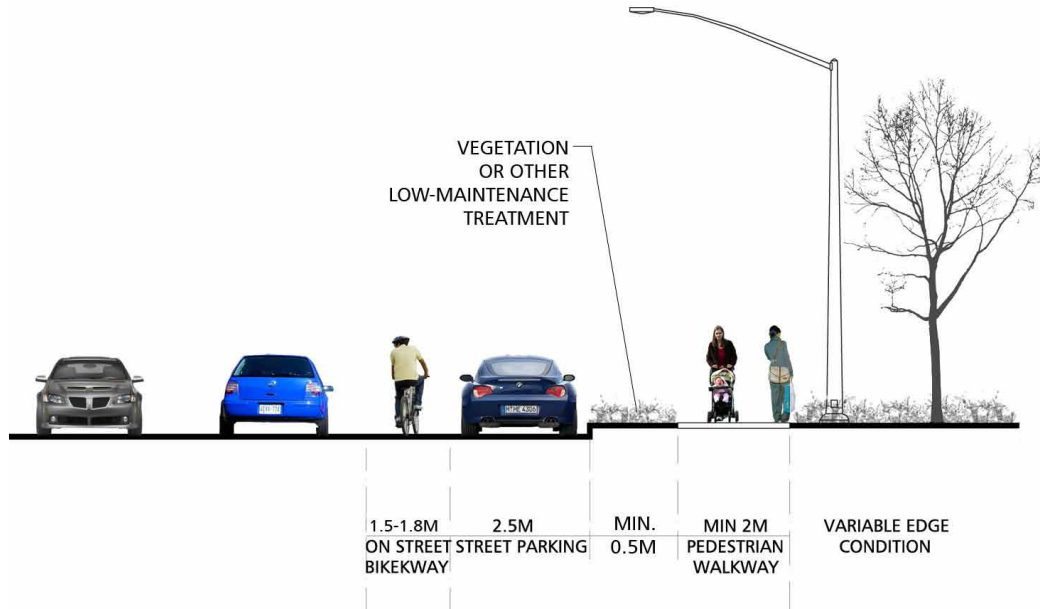 VEGETATION
OR OTHER
LOW-MAINTENANCE
TREATMENT
1.5-1.8M
ON STREET
BIKEKWAY
2.5M
STREET PARKING
MIN.
0.5M
MIN 2M
PEDESTRIAN
WALKWAY
VARIABLE EDGE
CONDITION